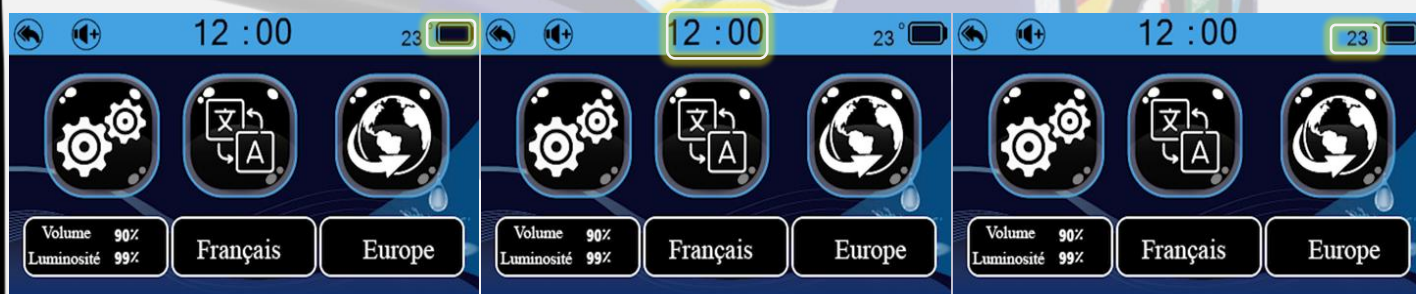 12 :00
23°
文
A
Volume 90%
Luminosité 99%
Français
Europe
12 :00
23°
文
A
Volume 90%
Luminosité 99%
Français
Europe
12 :00
23°
文
A
Volume 90%
Luminosité 99%
Français
Europe